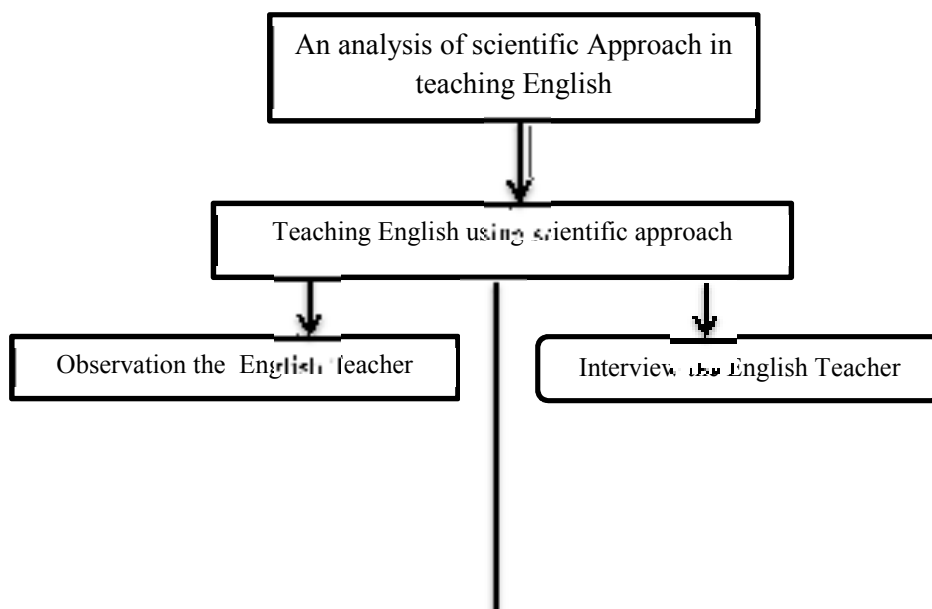 An analysis of scientific Approach in
teaching English
Teaching English using scientific approach
Observation the English Teacher
Interview the English Teacher